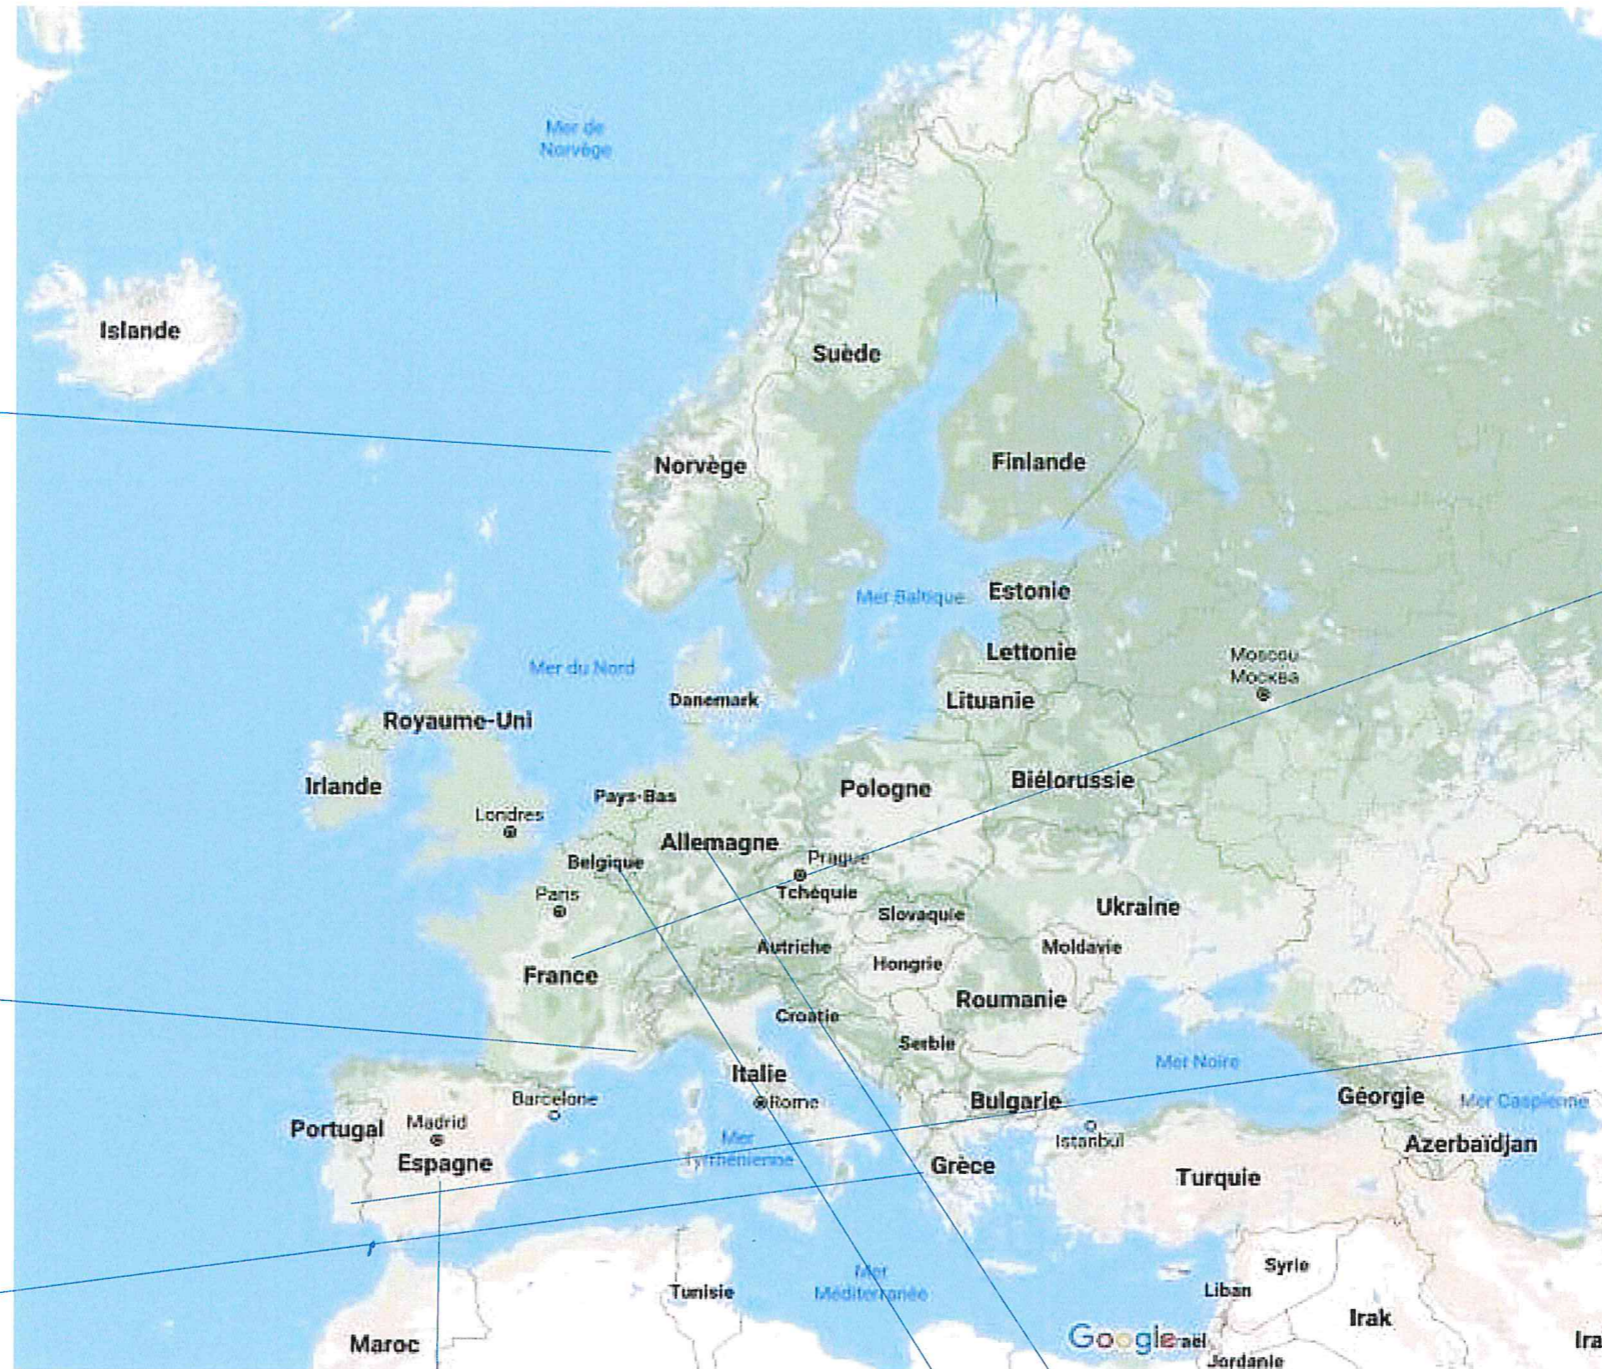 Mer de
Norvège
Islande
Suède
Norvège
Finlande
Mer Baltique
Estonie
Lettonie
Moscou
Москва
Mer du Nord
Danemark
Lituanie
Royaume-Uni
Irlande
Pays-Bas
Pologne
Biélorussie
Londres
Allemagne
Belgique
Prague
Tchéquie
Paris
Slovaquie
Ukraine
Autriche
Hongrie
Moldavie
France
Roumanie
Croatie
Serbie
Mer Noire
Italie
Rome
Barcelone
Bulgarie
Géorgie
Mer Caspienne
Portugal
Madrid
Istanbul
Espagne
Mer
Tyrrhénienne
Grèce
Azerbaïdjan
Turquie
Syrie
Tunisie
Mer
Méditerranée
Liban
Irak
Maroc
Google
aël
Ira
Jordanie